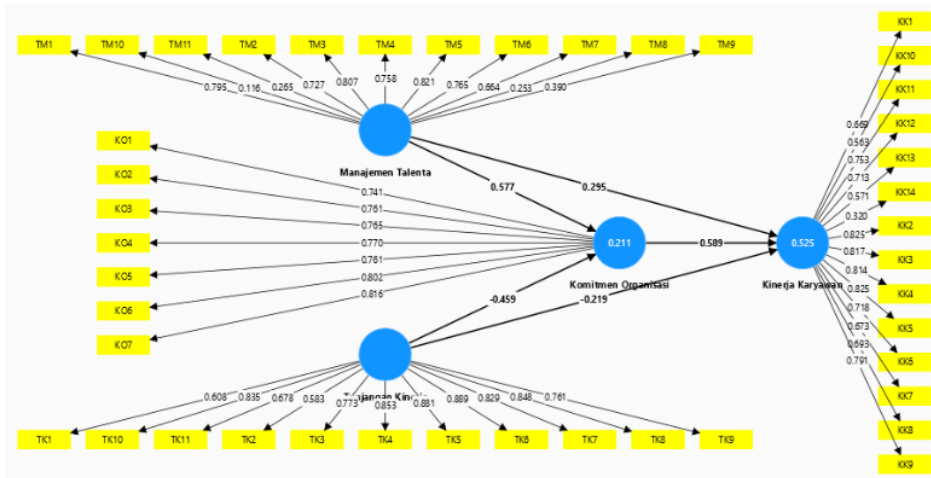 TM1 TM10 TM11 TM2 TM3 TM4 TM5 TM6 TM7 TM8 TM9
0.795 0.116 0.265 0.727 0.807 0.758 0.821 0.765 0.664 0.253 0.390
Manajemen Talenta
KO1
KO2
KO3
KO4
KO5
KO6
KO7
0.741
0.761
0.765
0.770
0.761
0.802
0.816
0.577
0.295
0.211
Komitmen Organisasi
0.589
-0.459
-0.219
0.525
Kinerja Karyawan
0.669
0.563
0.753
0.713
0.571
0.320
0.825
0.817
0.814
0.825
0.718
0.673
0.693
0.791
KK1
KK10
KK11
KK12
KK13
KK14
KK2
KK3
KK4
KK5
KK6
KK7
KK8
KK9
0.608 0.835 0.678 0.583 0.773 0.853 0.881 0.889 0.829 0.848 0.761
TK1 TK10 TK11 TK2 TK3 TK4 TK5 TK6 TK7 TK8 TK9